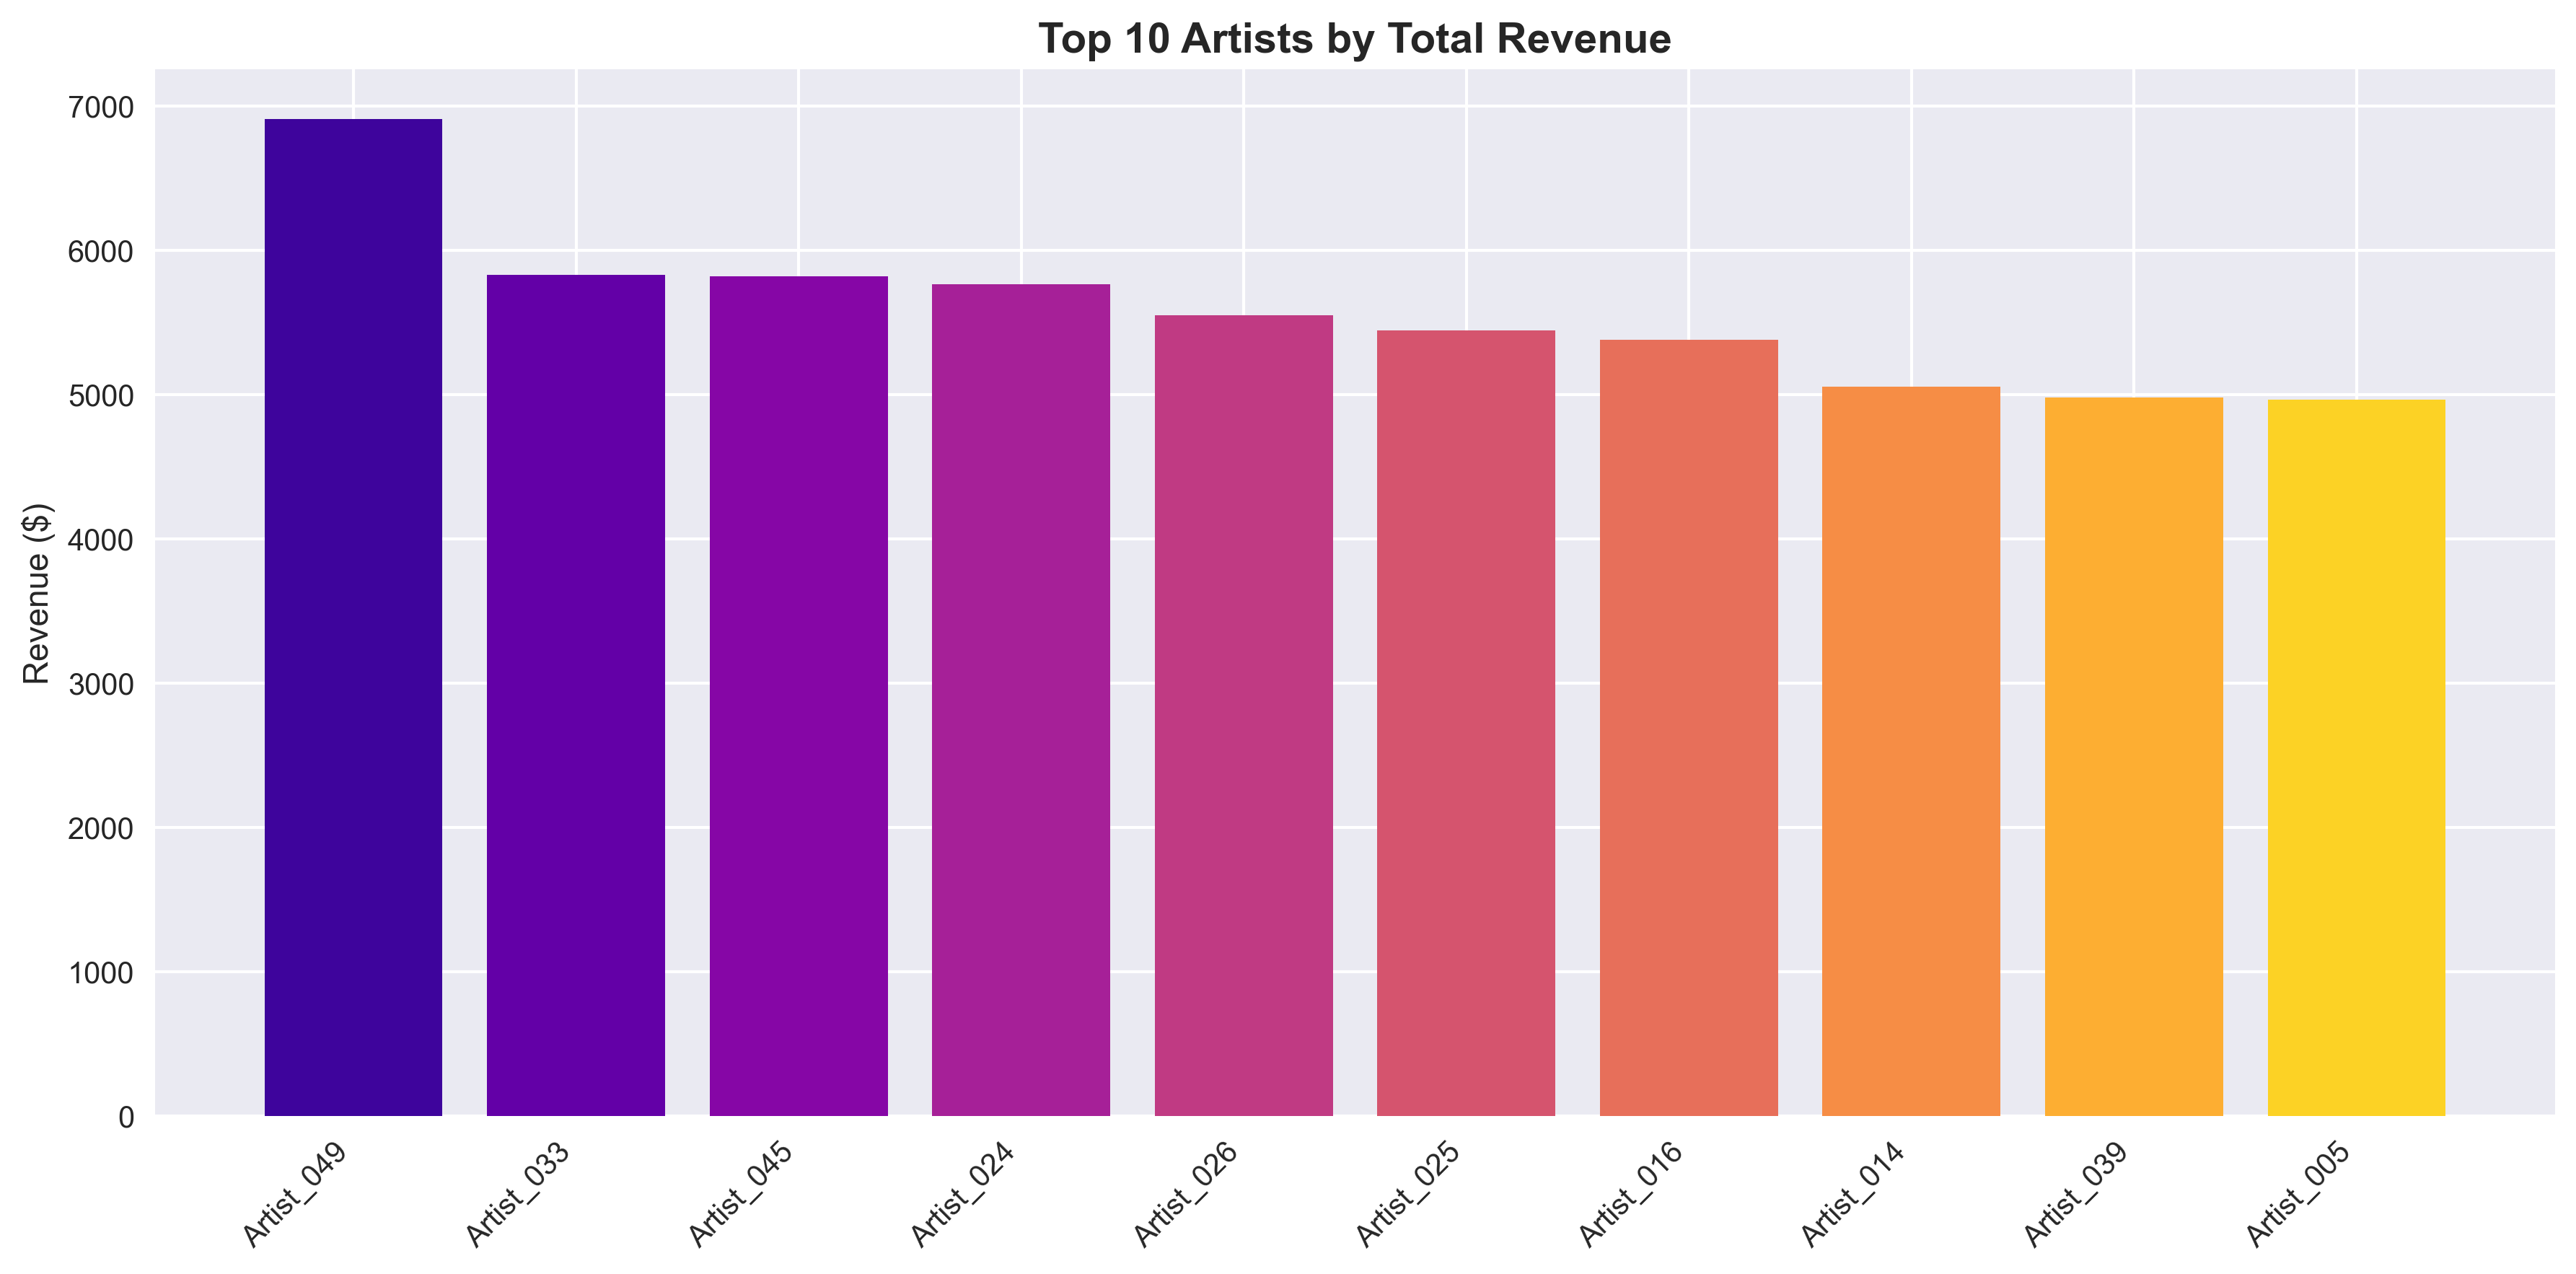 Top 10 Artists by Total Revenue
Revenue ($)
7000
6000
5000
4000
3000
2000
1000
0
Artist_049
Artist_033
Artist_045
Artist_024
Artist_026
Artist_025
Artist_016
Artist_014
Artist_039
Artist_005